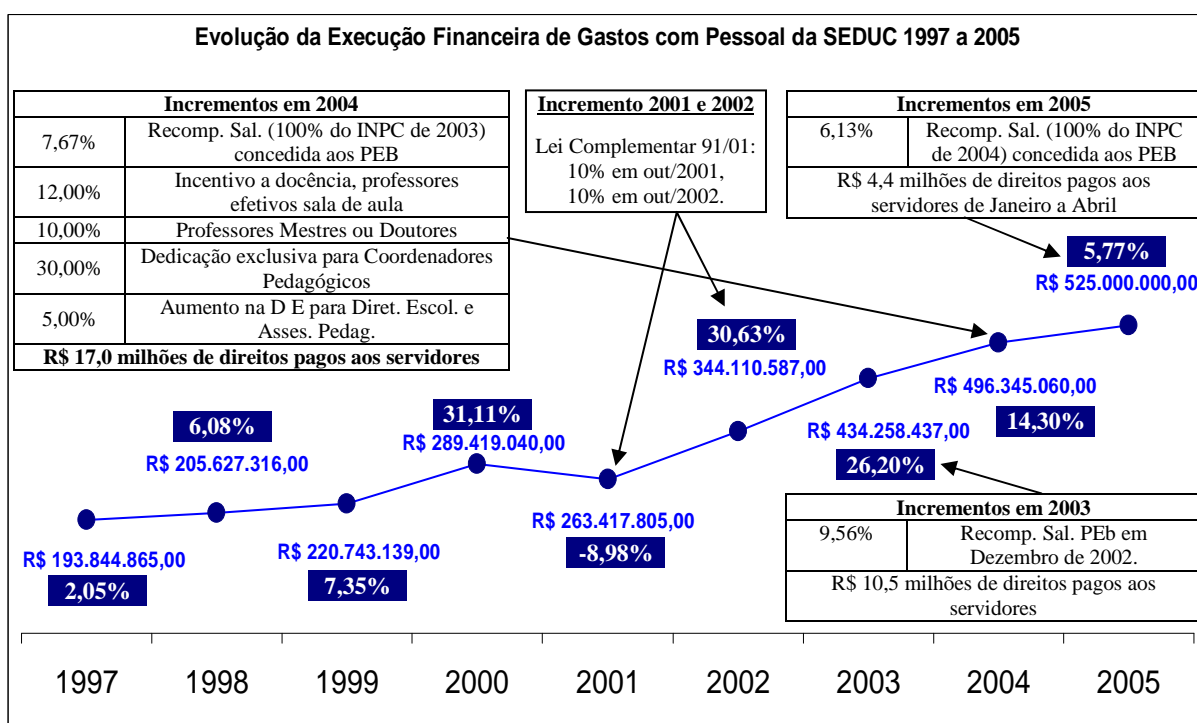 Evolução da Execução Financeira de Gastos com Pessoal da SEDUC 1997 a 2005
Incrementos em 2004
7,67%
Recomp. Sal. (100% do INPC de 2003)
concedida aos PEB
12,00%
Incentivo a docência, professores
efetivos sala de aula
10,00%
Professores Mestres ou Doutores
30,00%
Dedicação exclusiva para Coordenadores
Pedagógicos
5,00%
Aumento na D E para Diret. Escol. e
Asses. Pedag.
R$ 17,0 milhões de direitos pagos aos servidores
Incremento 2001 e 2002
Lei Complementar 91/01:
10% em out/2001,
10% em out/2002.
Incrementos em 2005
6,13%
Recomp. Sal. (100% do INPC
de 2004) concedida aos PEB
R$ 4,4 milhões de direitos pagos aos
servidores de Janeiro a Abril
5,77%
R$ 525.000.000,00
30,63%
R$ 344.110.587,00
R$ 496.345.060,00
14,30%
6,08%
R$ 205.627.316,00
31,11%
R$ 289.419.040,00
R$ 434.258.437,00
26,20%
R$ 193.844.865,00
2,05%
R$ 220.743.139,00
7,35%
R$ 263.417.805,00
-8,98%
Incrementos em 2003
9,56%
Recomp. Sal. PEb em
Dezembro de 2002.
R$ 10,5 milhões de direitos pagos aos
servidores
1997 1998 1999 2000 2001 2002 2003 2004 2005